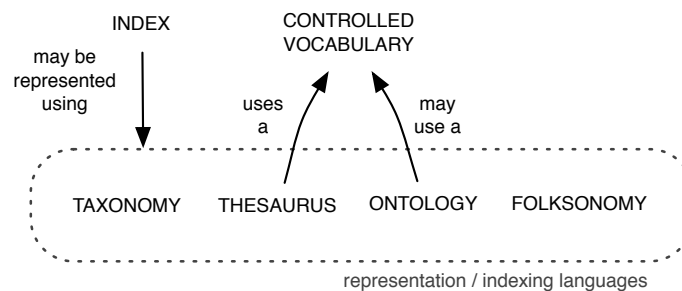 INDEX
CONTROLLED
VOCABULARY
may be
represented
using
uses
a
may
use a
TAXONOMY
THESAURUS
ONTOLOGY
FOLKSONOMY
representation / indexing languages